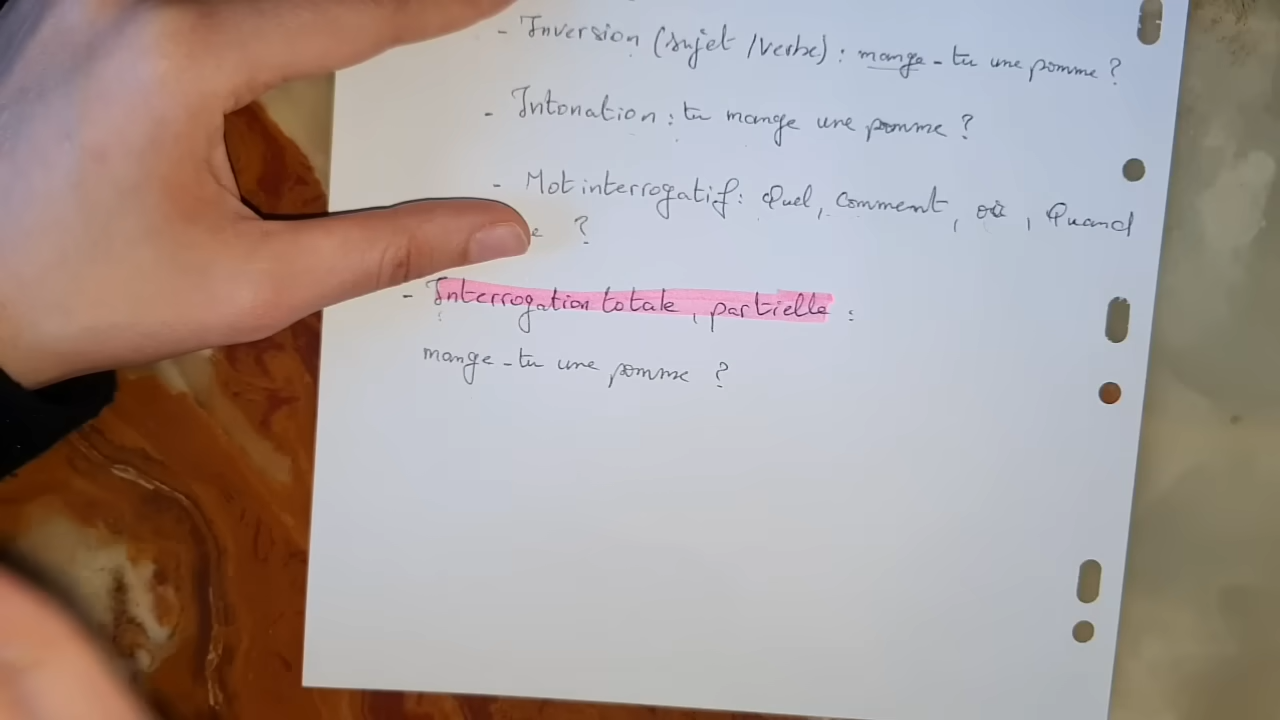 - Inversion (sujet / verbe) : mange - tu une pomme ?
- Intonation : tu mange une pomme ?
- Mot interrogatif : Quel, comment, où, Quand
?
- Interrogation totale, partielle :
mange - tu une pomme ?